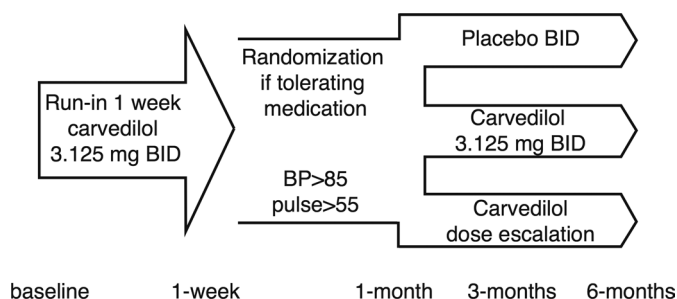 Run-in 1 week
carvedilol
3.125 mg BID
Randomization
if tolerating
medication
BP>85
pulse>55
Placebo BID
Carvedilol
3.125 mg BID
Carvedilol
dose escalation
baseline 1-week 1-month 3-months 6-months